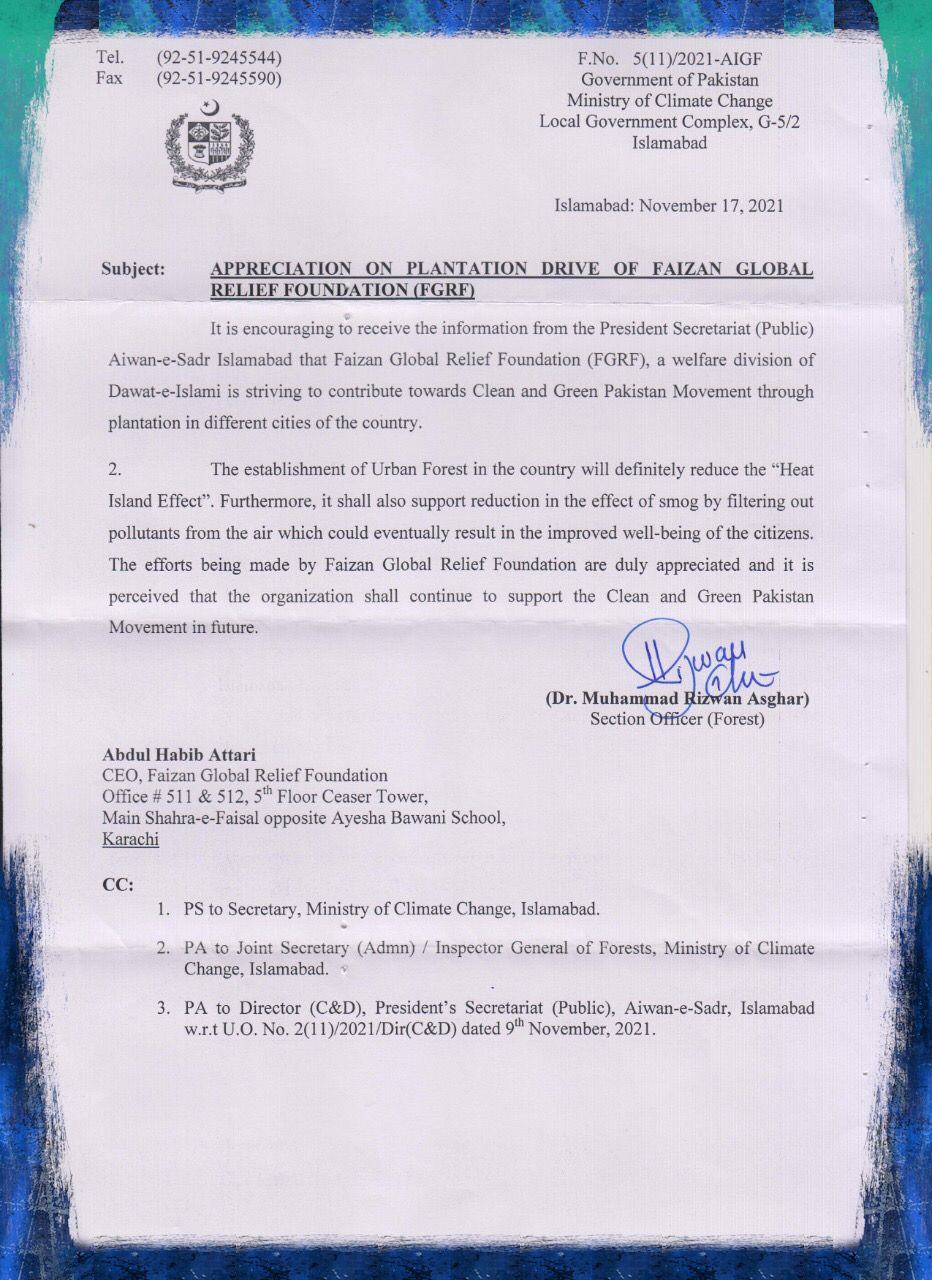 Tel. (92-51-9245544)
Fax (92-51-9245590)
F.No. 5(11)/2021-AIGF
Government of Pakistan
Ministry of Climate Change
Local Government Complex, G-5/2
Islamabad
Islamabad: November 17, 2021
Subject: APPRECIATION ON PLANTATION DRIVE OF FAIZAN GLOBAL
RELIEF FOUNDATION (FGRF)
It is encouraging to receive the information from the President Secretariat (Public)
Aiwan-e-Sadr Islamabad that Faizan Global Relief Foundation (FGRF), a welfare division of
Dawat-e-Islami is striving to contribute towards Clean and Green Pakistan Movement through
plantation in different cities of the country.
2. The establishment of Urban Forest in the country will definitely reduce the “Heat
Island Effect”. Furthermore, it shall also support reduction in the effect of smog by filtering out
pollutants from the air which could eventually result in the improved well-being of the citizens.
The efforts being made by Faizan Global Relief Foundation are duly appreciated and it is
perceived that the organization shall continue to support the Clean and Green Pakistan
Movement in future.
(Dr. Muhammad Rizwan Asghar)
Section Officer (Forest)
Abdul Habib Attari
CEO, Faizan Global Relief Foundation
Office # 511 & 512, 5th Floor Ceaser Tower,
Main Shahra-e-Faisal opposite Ayesha Bawani School,
Karachi
CC:
1. PS to Secretary, Ministry of Climate Change, Islamabad.
2. PA to Joint Secretary (Admn) / Inspector General of Forests, Ministry of Climate
Change, Islamabad.
3. PA to Director (C&D), President’s Secretariat (Public), Aiwan-e-Sadr, Islamabad
w.r.t U.O. No. 2(11)/2021/Dir(C&D) dated 9th November, 2021.